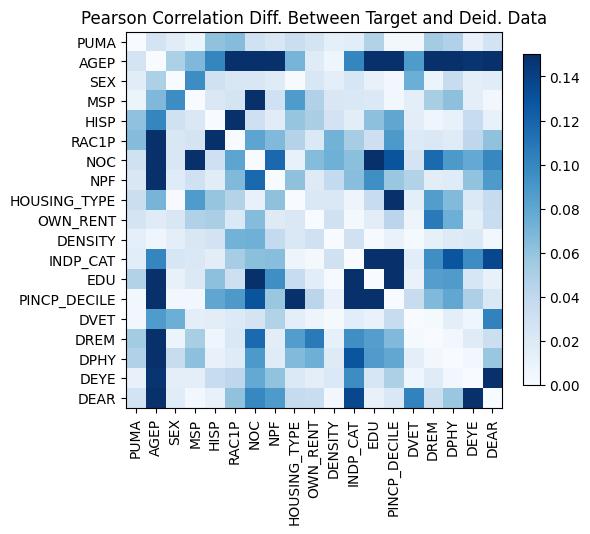 Pearson Correlation Diff. Between Target and Deid. Data
PUMA
AGEP
SEX
MSP
HISP
RAC1P
NOC
NPF
HOUSING_TYPE
OWN_RENT
DENSITY
INDP_CAT
EDU
PINCP_DECILE
DVET
DREM
DPHY
DEYE
DEAR
PUMA
AGEP
SEX
MSP
HISP
RAC1P
NOC
NPF
HOUSING_TYPE
OWN_RENT
DENSITY
INDP_CAT
EDU
PINCP_DECILE
DVET
DREM
DPHY
DEYE
DEAR
0.14
0.12
0.10
0.08
0.06
0.04
0.02
0.00